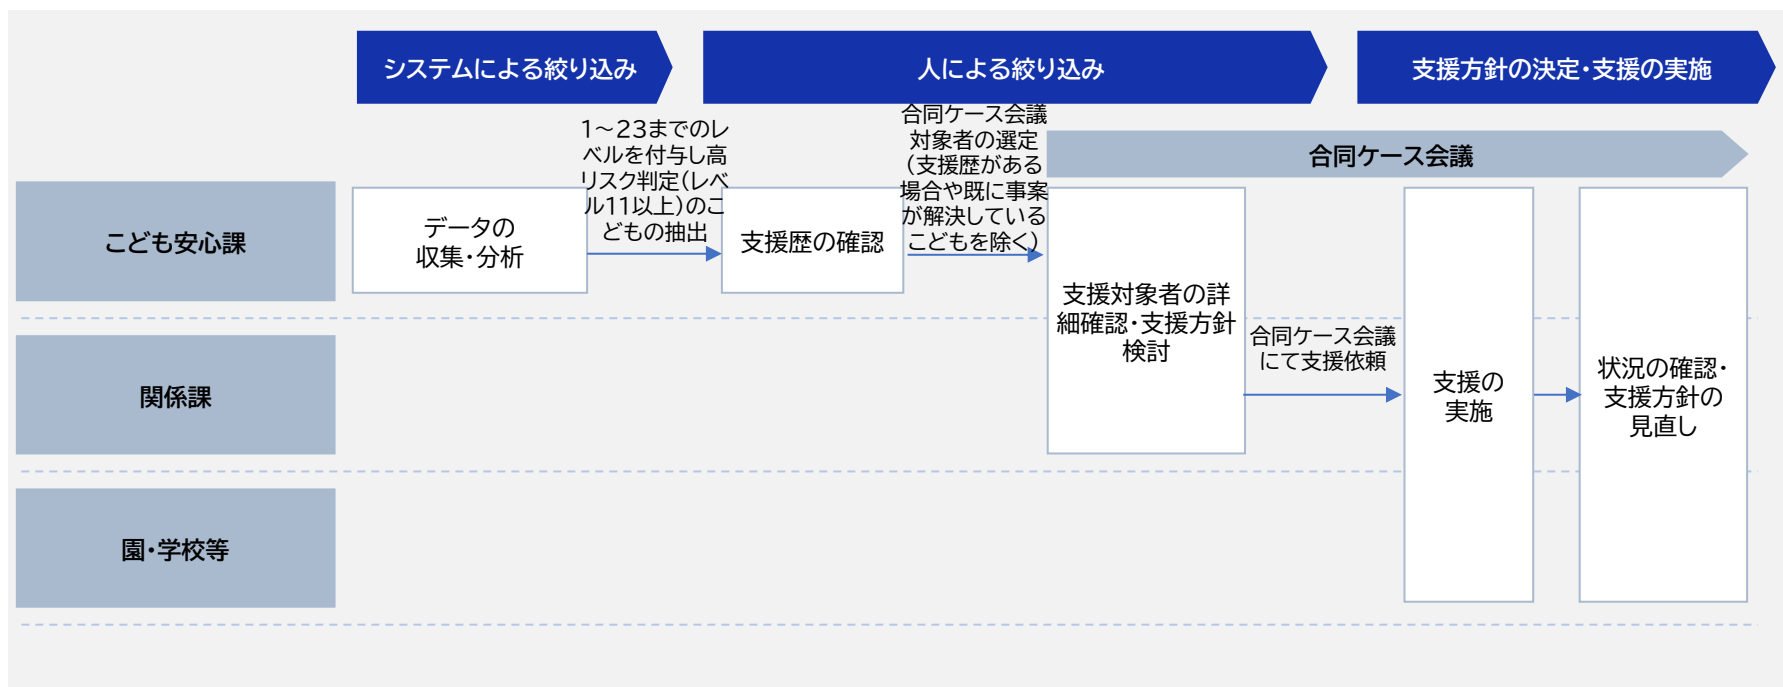 システムによる絞り込み
人による絞り込み
支援方針の決定・支援の実施
合同ケース会議
こども安心課
データの
収集・分析
1～23までのレ
ベルを付与し高
リスク判定(レベ
ル11以上)のこ
どもの抽出
支援歴の確認
合同ケース会議
対象者の選定
(支援歴がある
場合や既に事案
が解決している
こどもを除く)
支援対象者の詳
細確認・支援方針
検討
合同ケース会議
にて支援依頼
支援の
実施
状況の確認・
支援方針の
見直し
関係課
園・学校等